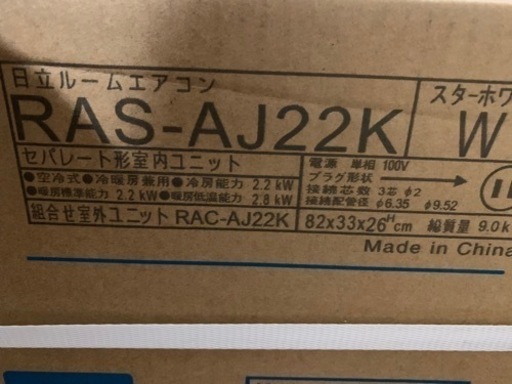 日立ルームエアコン
RAS-AJ22K
スターホワ
W
セパレート形室内ユニット
●空冷式●冷暖房兼用●冷房能力 2.2 kW
●暖房標準能力 2.2 kW●暖房低温能力 2.8 kW
組合せ室外ユニット RAC-AJ22K
電源 単相 100V
プラグ形状
接続芯数 3芯 φ2
接続配管径 φ6.35 φ9.52
82x33x26ᴴcm 総質量 9.0k
Made in China